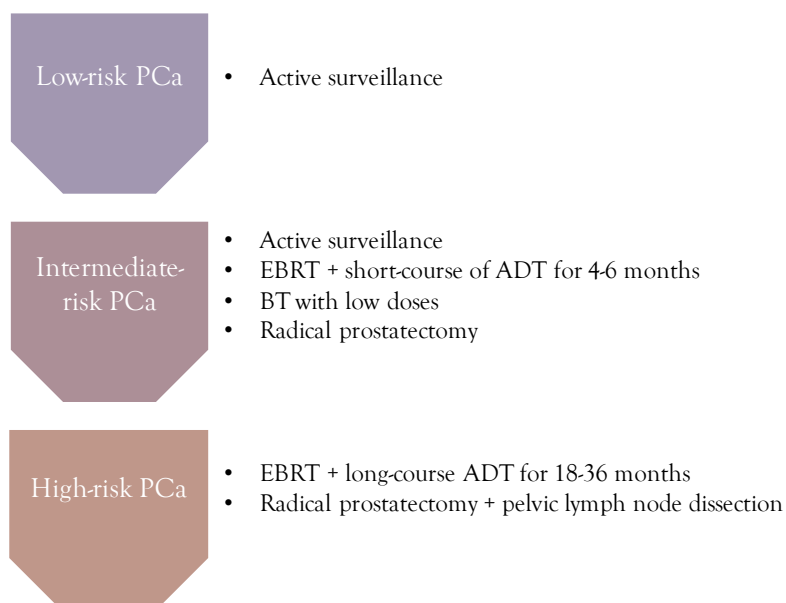 Low-risk PCa
• Active surveillance
Intermediate-
risk PCa
• Active surveillance
• EBRT + short-course of ADT for 4-6 months
• BT with low doses
• Radical prostatectomy
High-risk PCa
• EBRT + long-course ADT for 18-36 months
• Radical prostatectomy + pelvic lymph node dissection